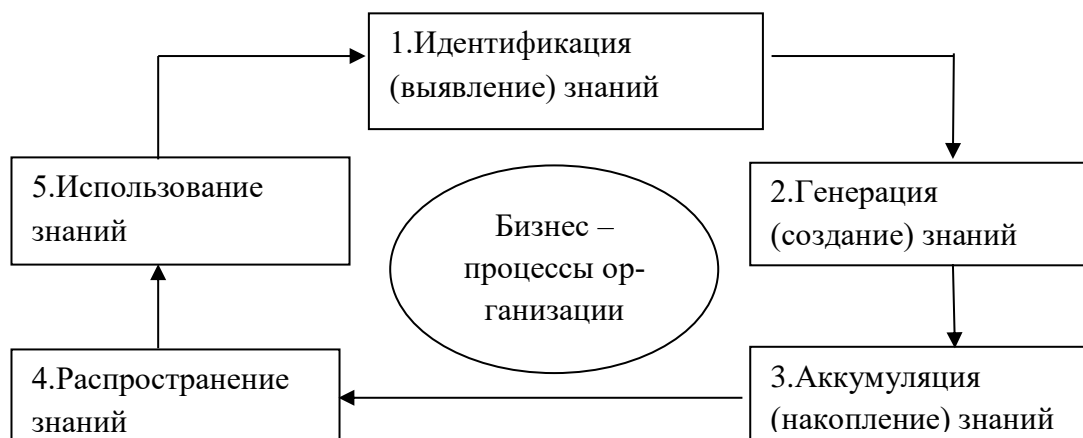 1.Идентификация
(выявление) знаний
2.Генерация
(создание) знаний
3.Аккумуляция
(накопление) знаний
4.Распространение
знаний
5.Использование
знаний
Бизнес –
процессы ор-
ганизации